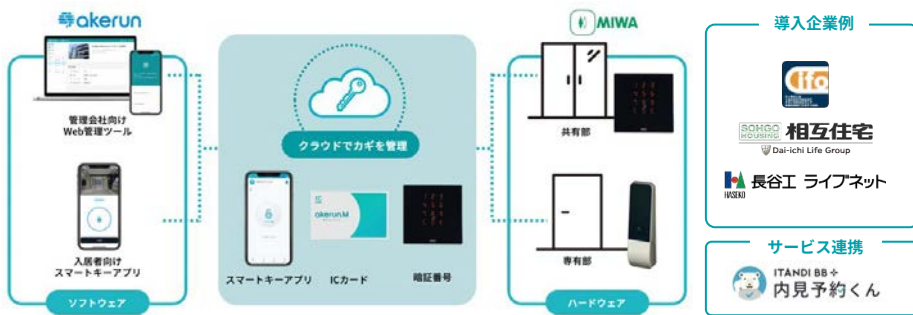 akerun
管理会社向け
Web管理ツール
入居者向け
スマートキーアプリ
ソフトウェア
クラウドでカギを管理
akerun.M
スマートキーアプリ
ICカード
暗証番号
MIWA
共有部
専有部
ハードウェア
導入企業例
Cifo
SOHGO
HOUSING
相互住宅
Dai-ichi Life Group
HASEKO
長谷工 ライブネット
サービス連携
ITANDI BB +
内見予約くん